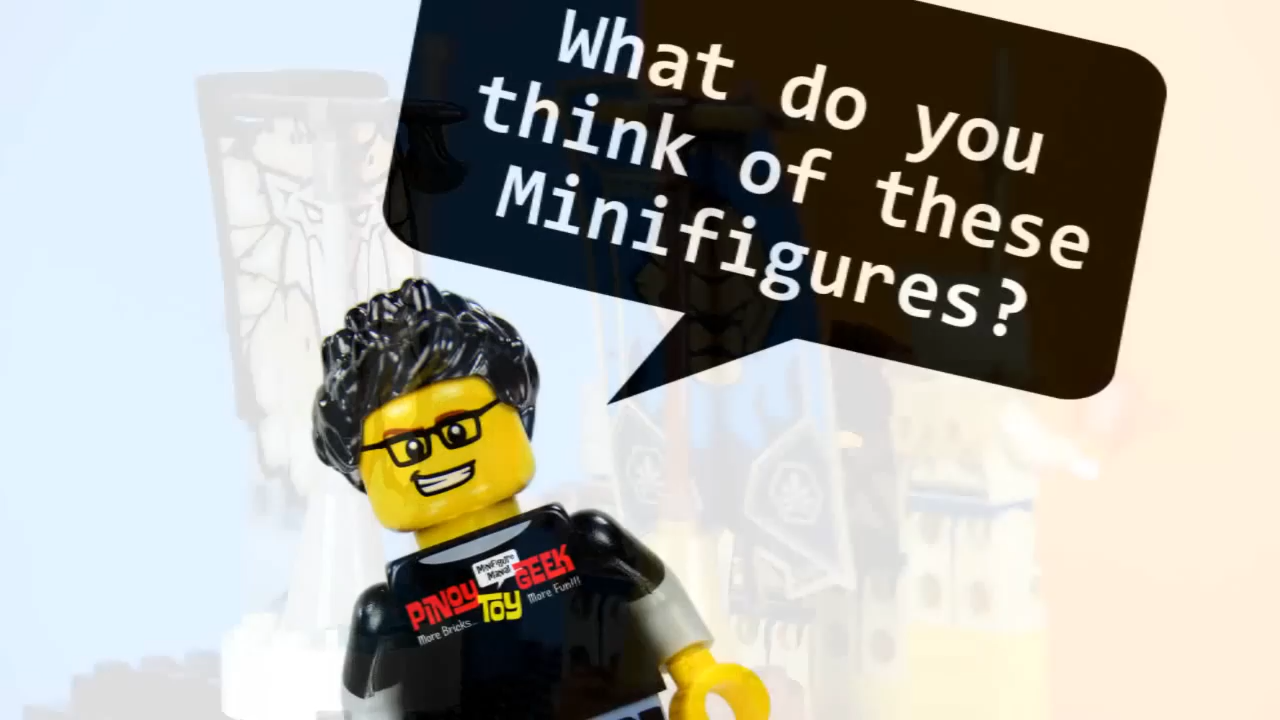 What do you
think of these
Minifigures?
Minifigure
Mania!
PINOY TOY GEEK
More Bricks... More Fun!!!